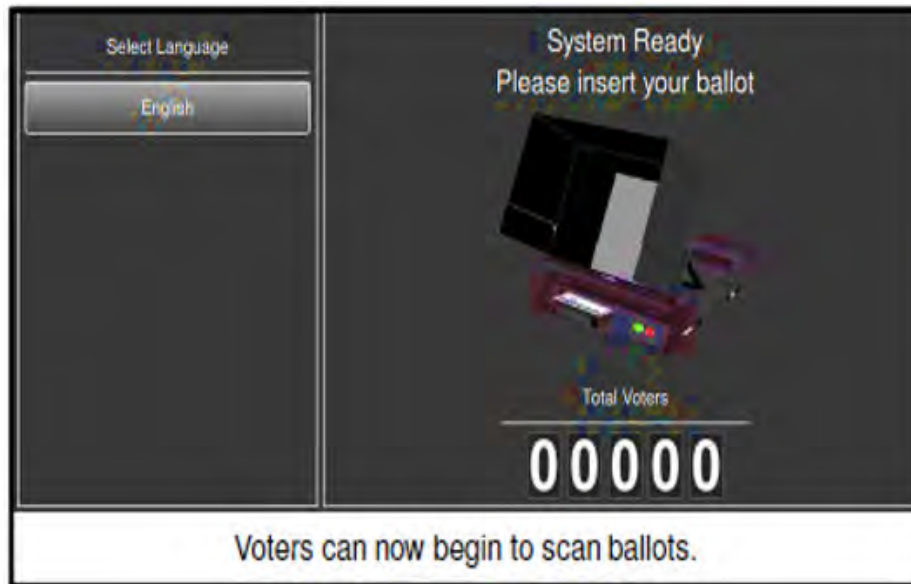 Select Language
English
System Ready
Please insert your ballot
Total Voters
00000
Voters can now begin to scan ballots.